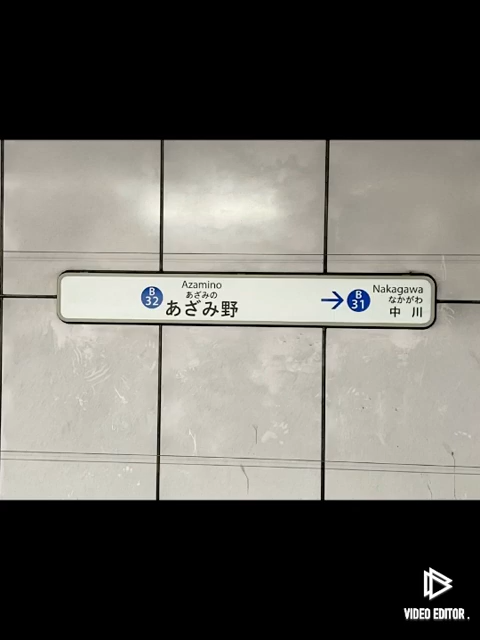 B
32
Azamino
あざみの
あざみ野
→
B
31
Nakagawa
なかがわ
中 川
VIDEO EDITOR .